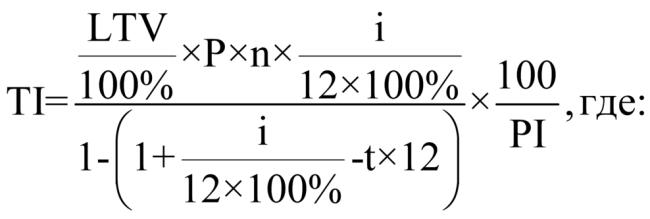 TI= LTV/100% ×P×n× i/12×100% / 1-(1+ i/12×100% -t×12) × 100/PI ,где: